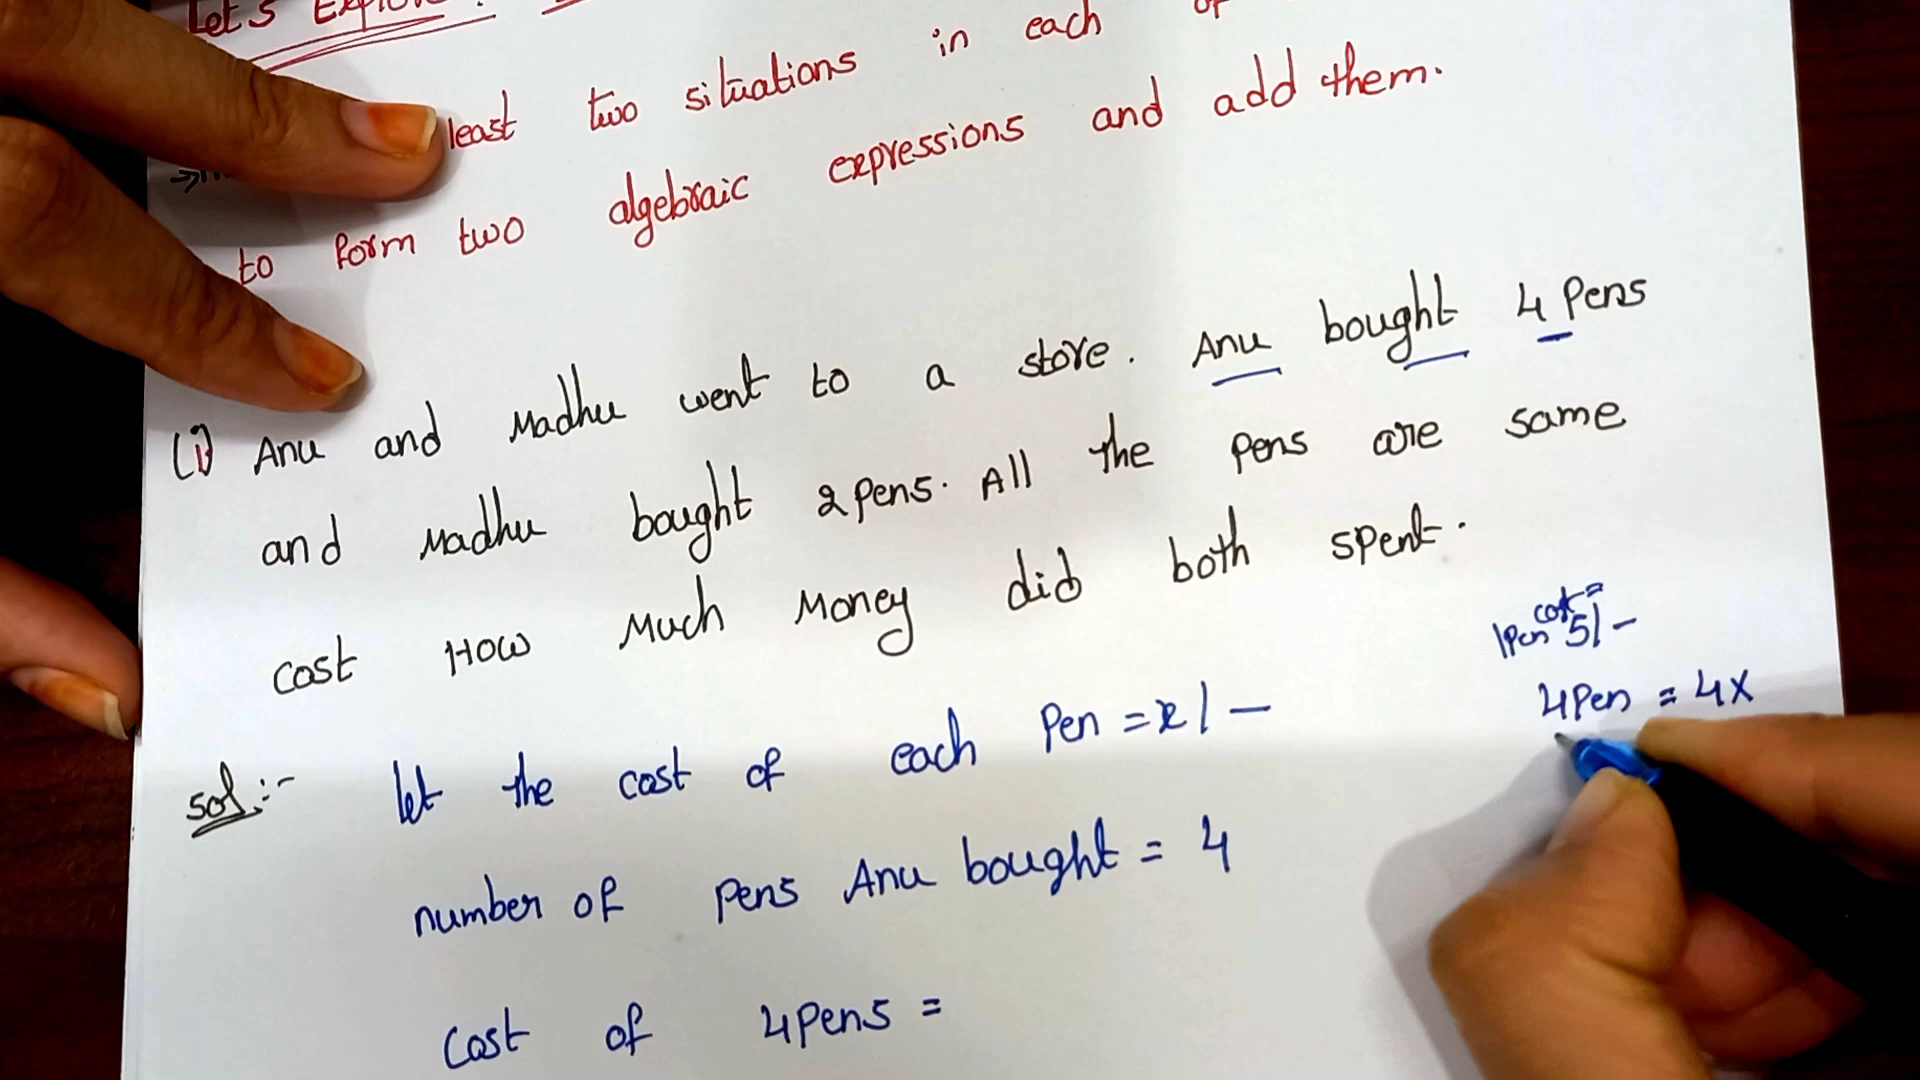 Let's
least two situations in each of
to form two algebraic expressions and add them.
(i) Anu and Madhu went to a store. Anu bought 4 Pens
and Madhu bought 2 Pens. All the Pens are same
cost How Much Money did both spent.
1 Pen cost = 5/-
4 Pen = 4x
Sol:- let the cost of each Pen = x/-
number of Pens Anu bought = 4
Cost of 4 Pens =